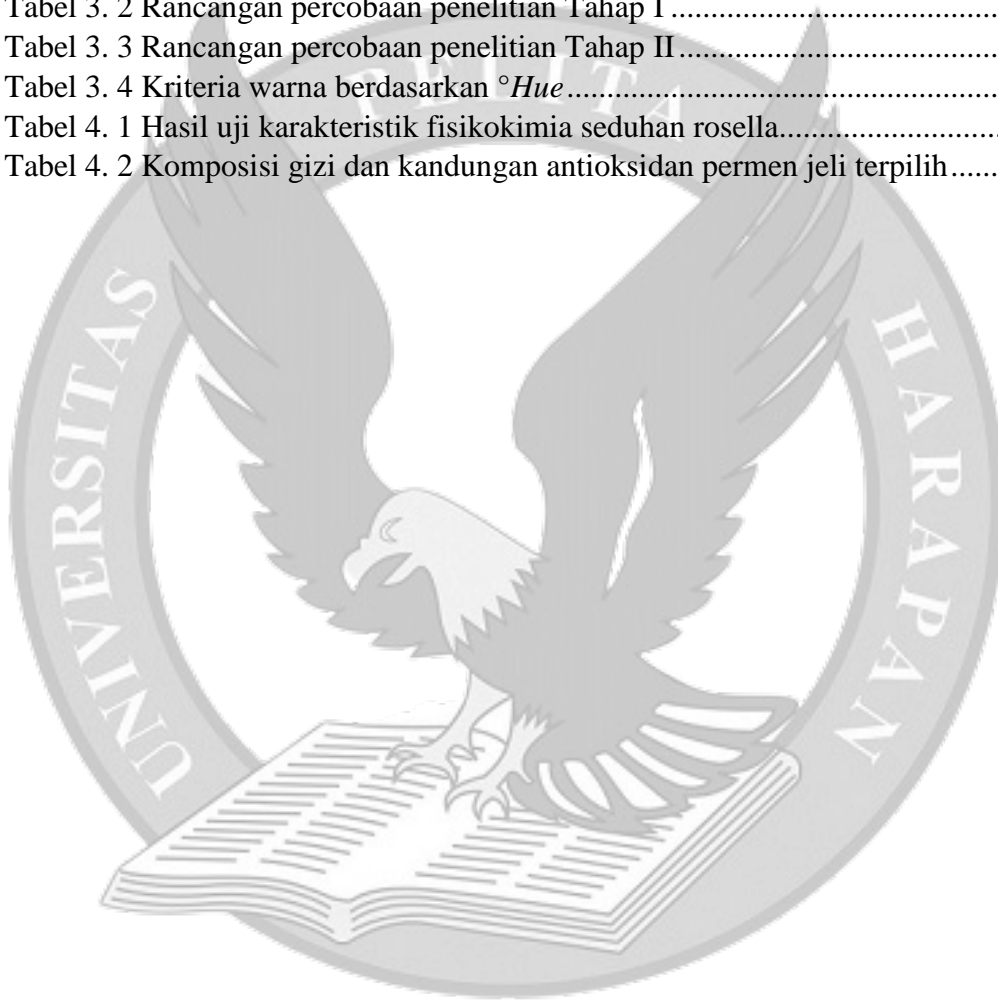 Tabel 3. 2 Rancangan percobaan penelitian Tahap I ....................................
Tabel 3. 3 Rancangan percobaan penelitian Tahap II ...................................
Tabel 3. 4 Kriteria warna berdasarkan °Hue ................................................
Tabel 4. 1 Hasil uji karakteristik fisikokimia seduhan rosella.........................
Tabel 4. 2 Komposisi gizi dan kandungan antioksidan permen jeli terpilih ......
UNIVERSITAS PELITA HARAPAN